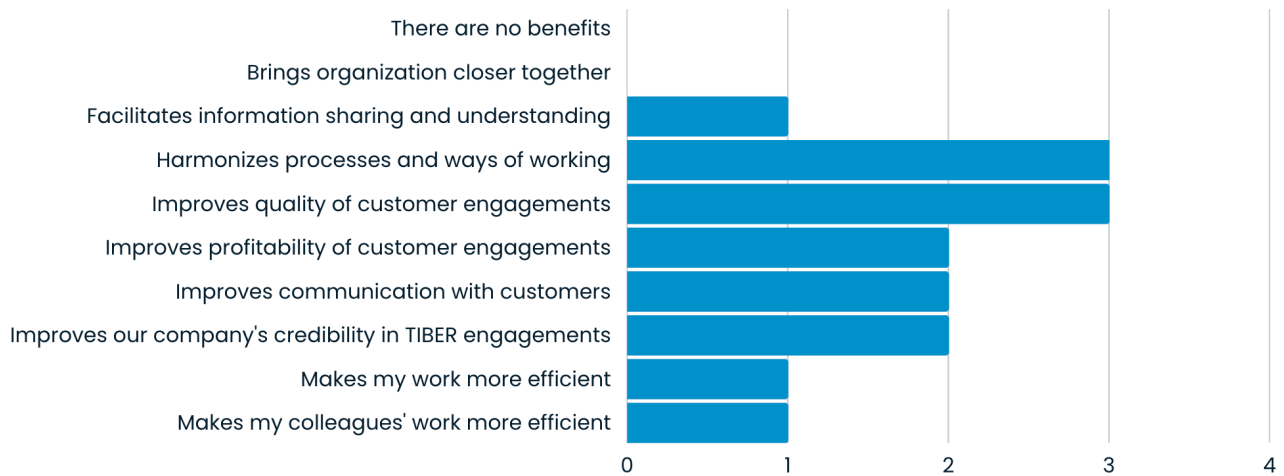 There are no benefits
Brings organization closer together
Facilitates information sharing and understanding
Harmonizes processes and ways of working
Improves quality of customer engagements
Improves profitability of customer engagements
Improves communication with customers
Improves our company's credibility in TIBER engagements
Makes my work more efficient
Makes my colleagues' work more efficient
0 1 2 3 4